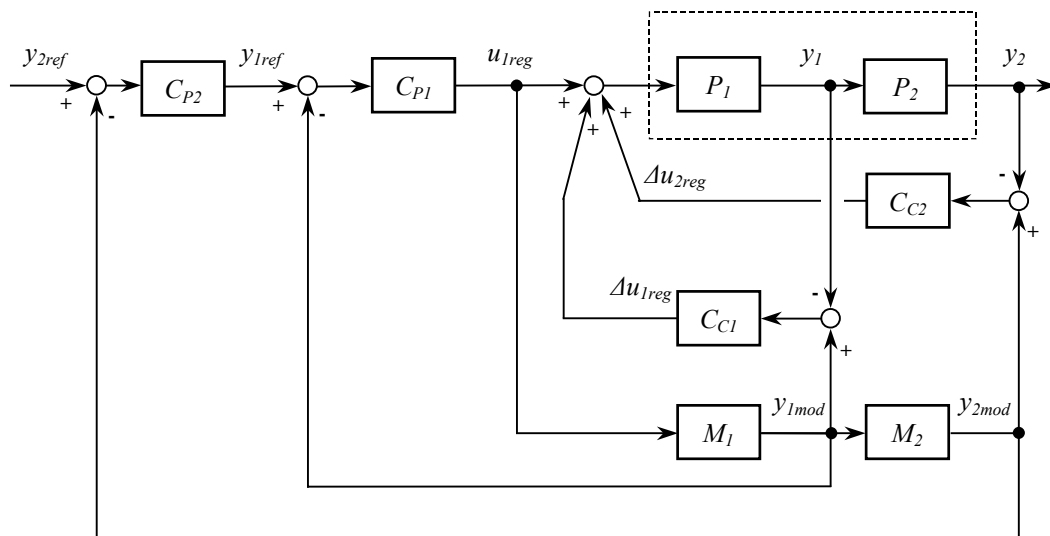 y2ref
y1ref
u1reg
y1
y2
CP2
CP1
P1
P2
+
-
+
-
+
+
+
Δu2reg
-
CC2
+
Δu1reg
-
CC1
+
y1mod
y2mod
M1
M2